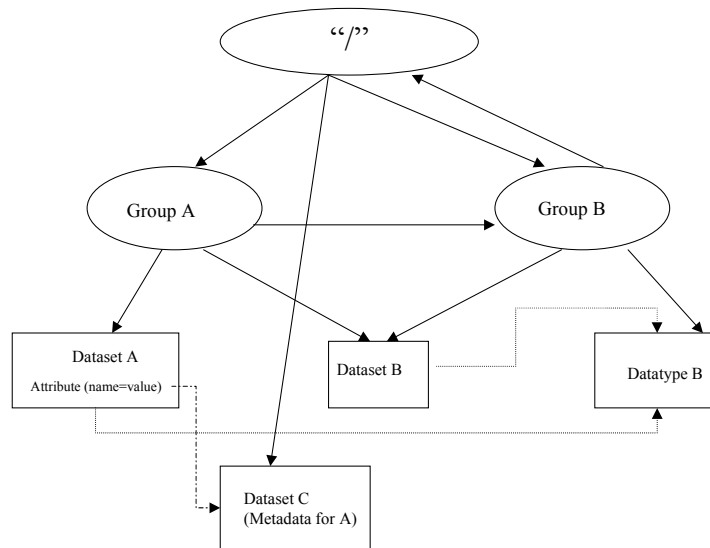 “/”
Group A
Group B
Dataset A
Attribute (name=value)
Dataset B
Datatype B
Dataset C
(Metadata for A)